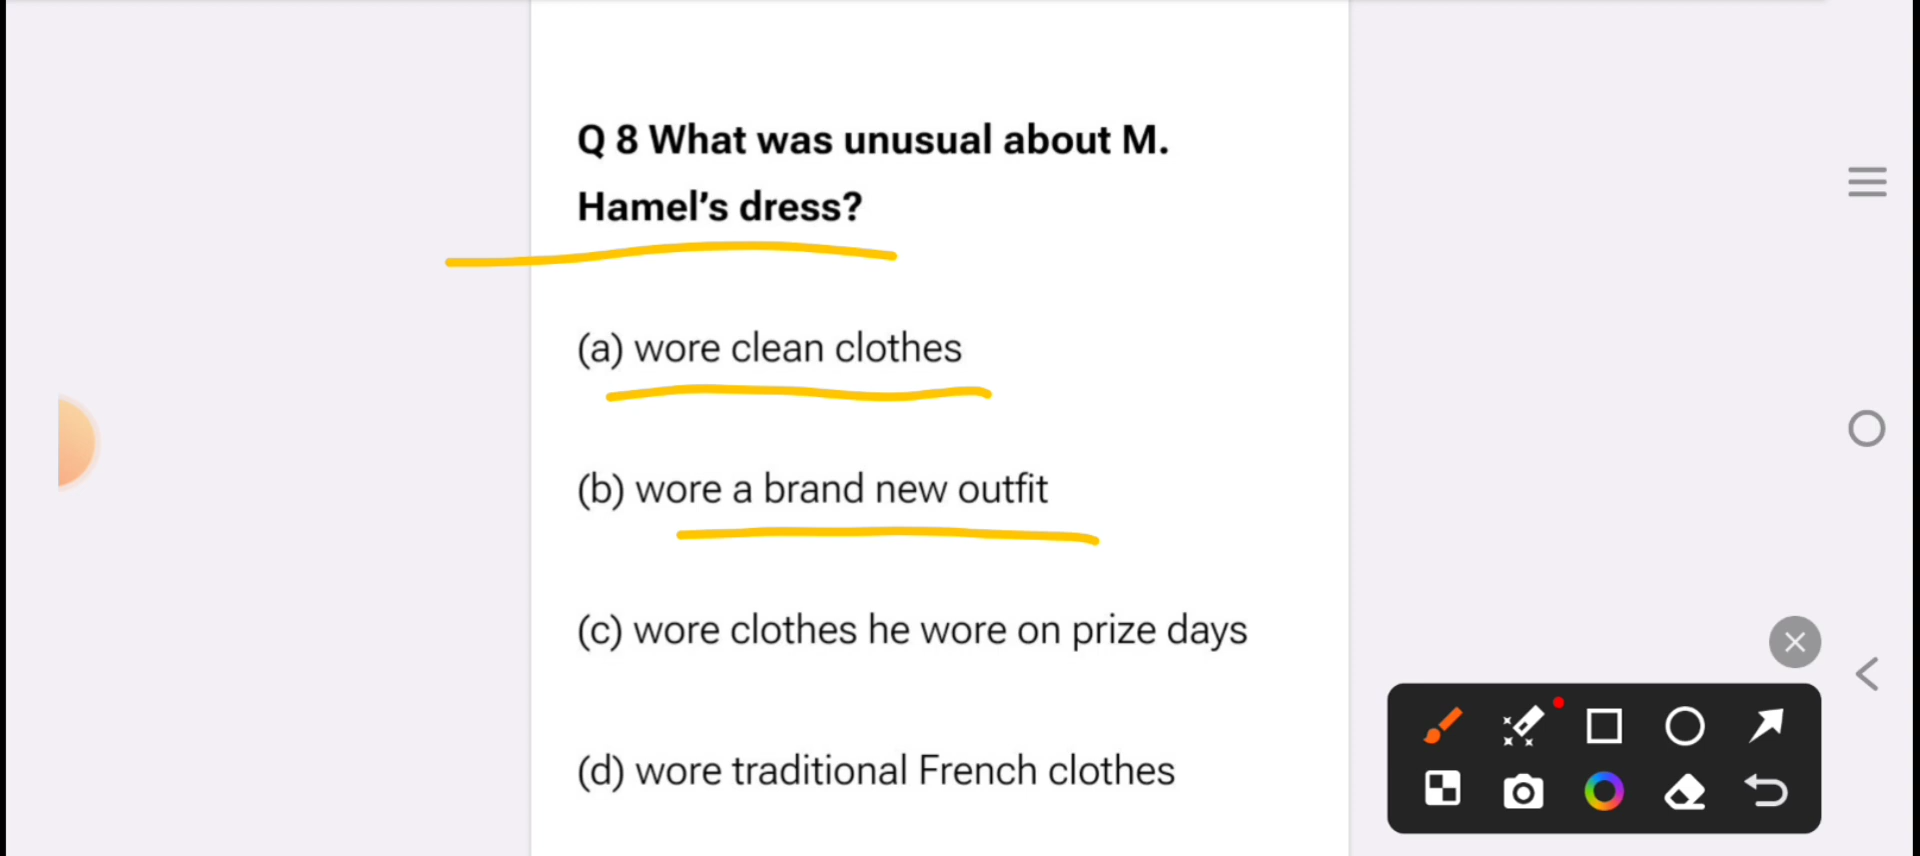 Q 8 What was unusual about M.
Hamel’s dress?
(a) wore clean clothes
(b) wore a brand new outfit
(c) wore clothes he wore on prize days
(d) wore traditional French clothes